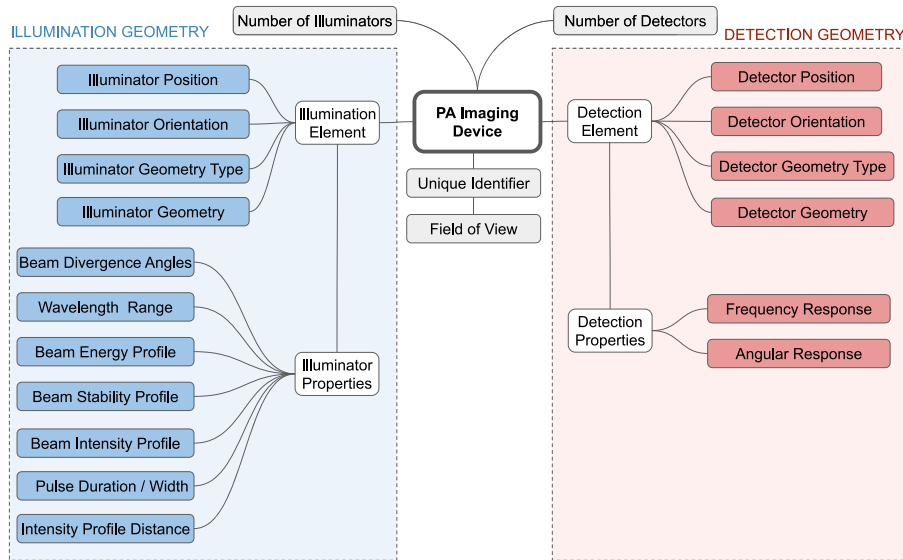 ILLUMINATION GEOMETRY
Number of Illuminators
Number of Detectors
DETECTION GEOMETRY
Illuminator Position
Illuminator Orientation
Illuminator Geometry Type
Illuminator Geometry
Illumination
Element
PA Imaging
Device
Unique Identifier
Field of View
Detection
Element
Detector Position
Detector Orientation
Detector Geometry Type
Detector Geometry
Beam Divergence Angles
Wavelength Range
Beam Energy Profile
Beam Stability Profile
Beam Intensity Profile
Pulse Duration / Width
Intensity Profile Distance
Illuminator
Properties
Detection
Properties
Frequency Response
Angular Response